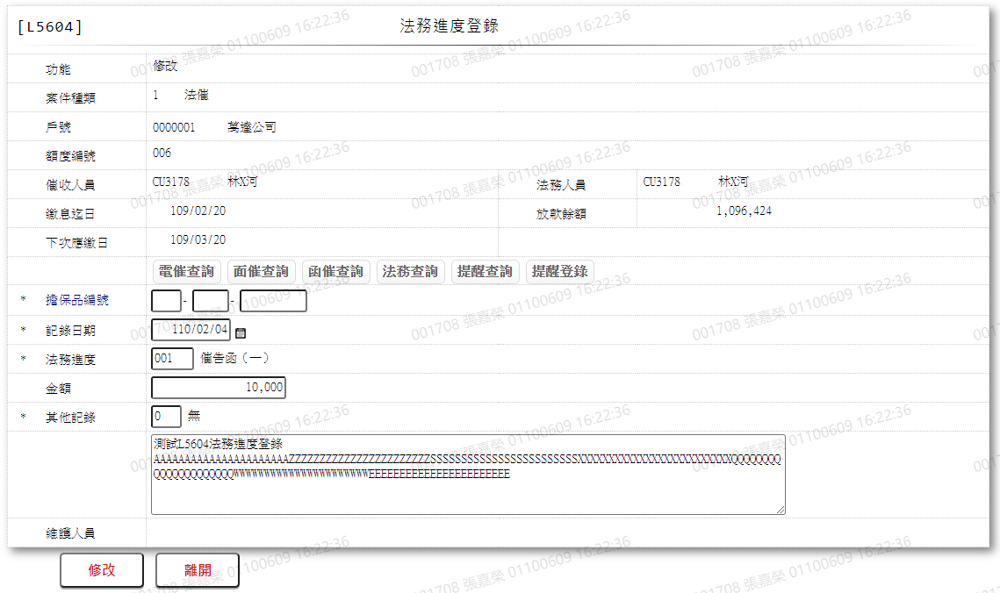 [L5604] 法務進度登錄
功能 修改
案件種類 1 法催
戶號 0000001 萬達公司
額度編號 006
催收人員 CU3178 林X河 法務人員 CU3178 林X河
繳息迄日 109/02/20 放款餘額 1,096,424
下次應繳日 109/03/20
電催查詢 面催查詢 函催查詢 法務查詢 提醒查詢 提醒登錄
* 擔保品編號 - -
* 記錄日期 110/02/04
* 法務進度 001 催告函（一）
金額 10,000
* 其他記錄 0 無
測試L5604法務進度登錄
維護人員
修改 離開
001708 張嘉榮 01100609 16:22:36